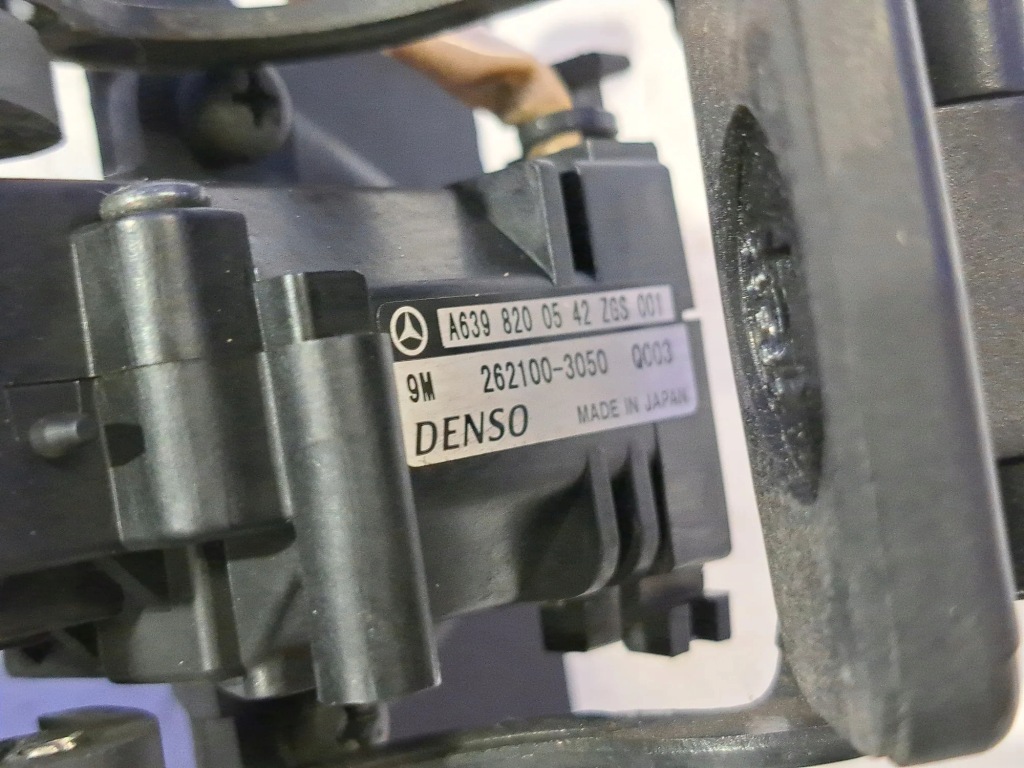 A639 820 05 42 ZGS 001
9M 262100-3050 QC03
DENSO MADE IN JAPAN